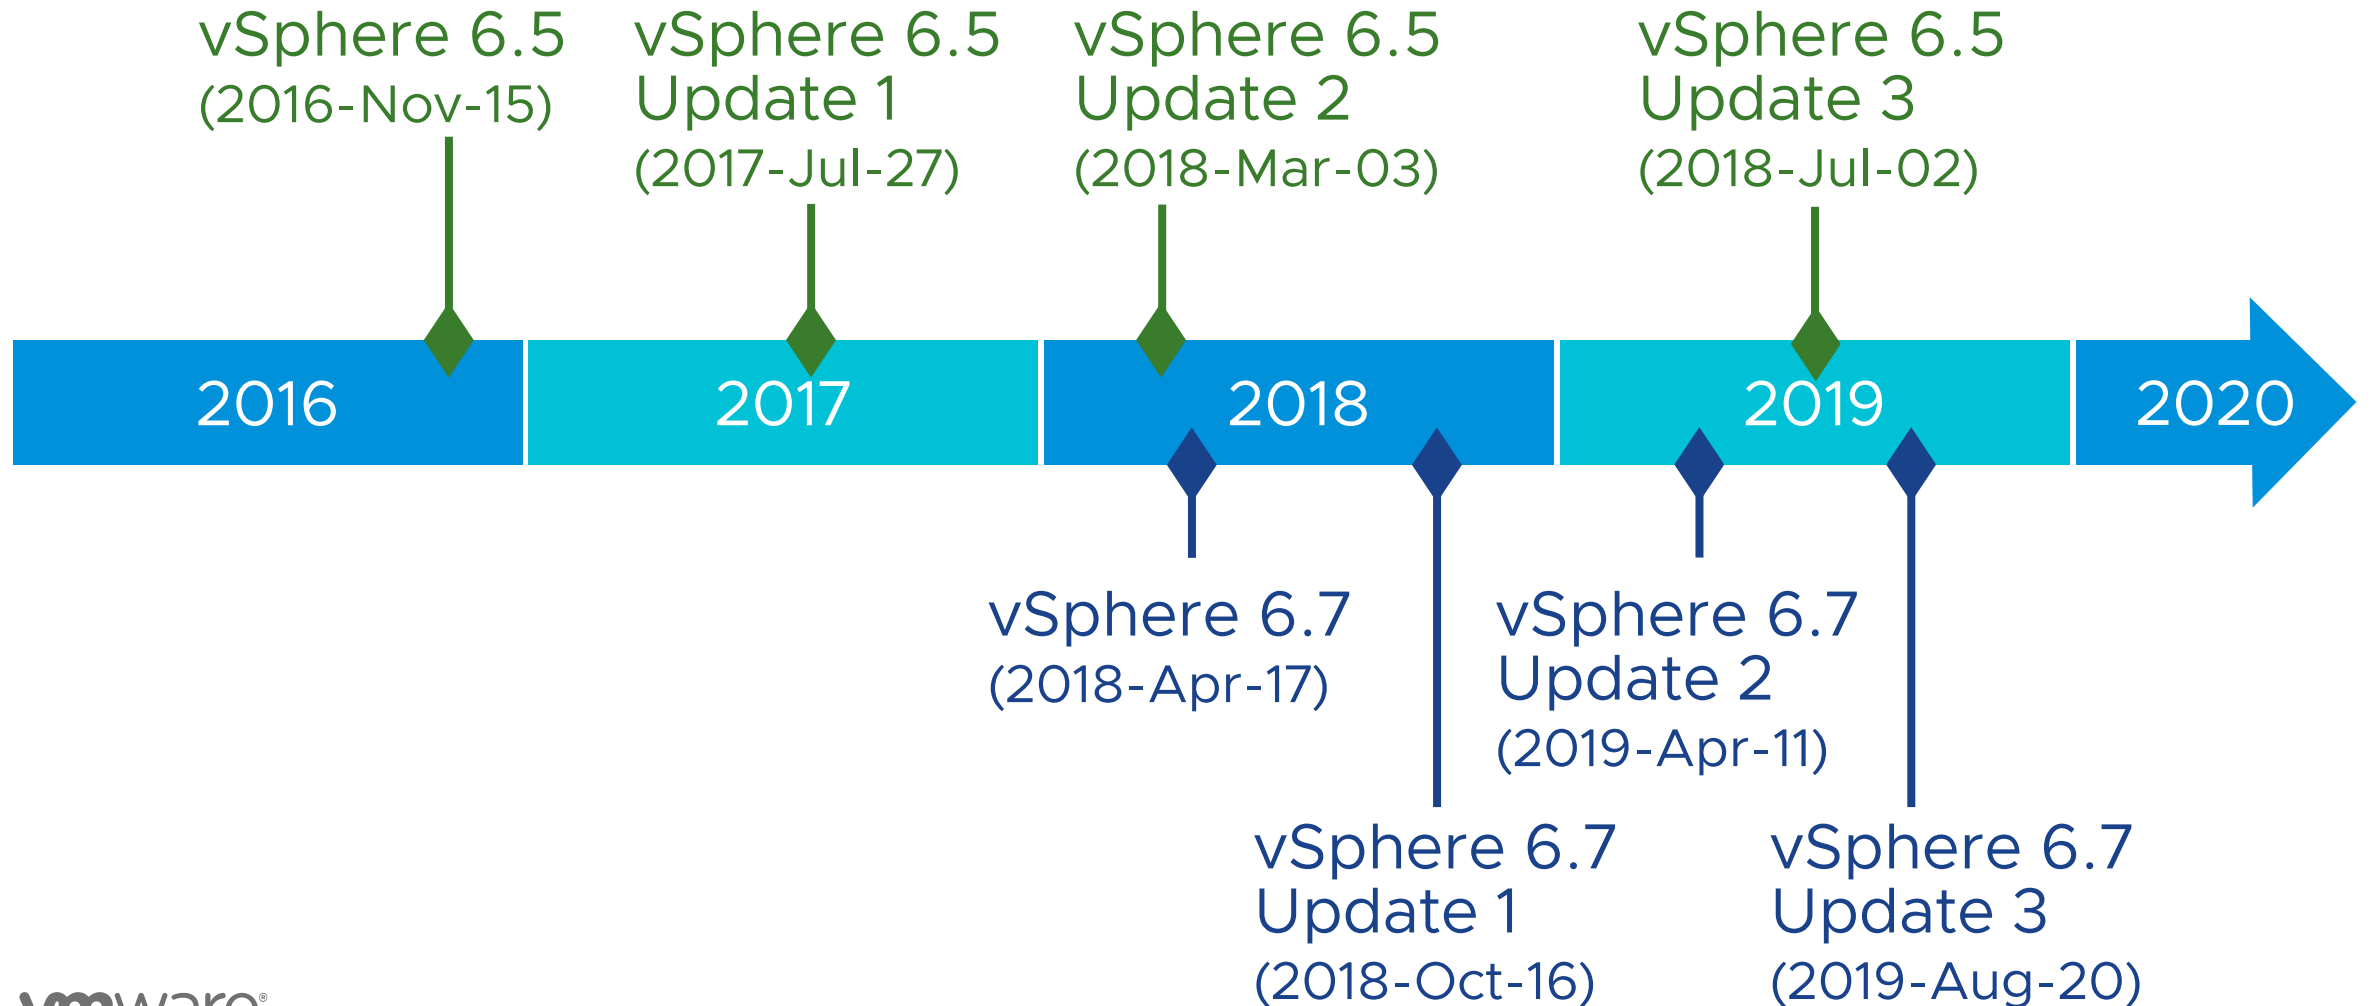 vSphere 6.5
(2016-Nov-15)
vSphere 6.5
Update 1
(2017-Jul-27)
vSphere 6.5
Update 2
(2018-Mar-03)
vSphere 6.5
Update 3
(2018-Jul-02)
2016
2017
2018
2019
2020
vSphere 6.7
(2018-Apr-17)
vSphere 6.7
Update 2
(2019-Apr-11)
vSphere 6.7
Update 1
(2018-Oct-16)
vSphere 6.7
Update 3
(2019-Aug-20)
vmware®